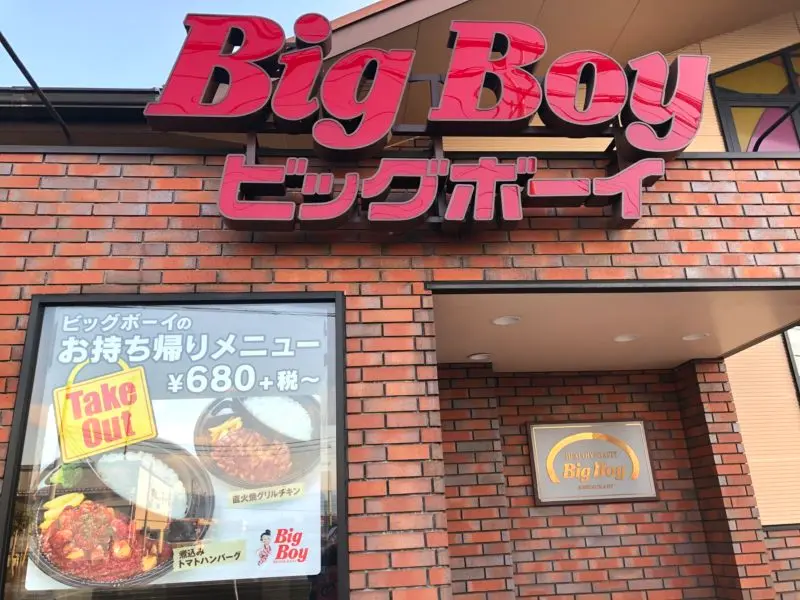 Big Boy
ビッグボーイ
ビッグボーイの
お持ち帰りメニュー
¥680+税～
Take
Out
直火焼グリルチキン
煮込み
トマトハンバーグ
Big
Boy
Big Boy
RESTAURANT